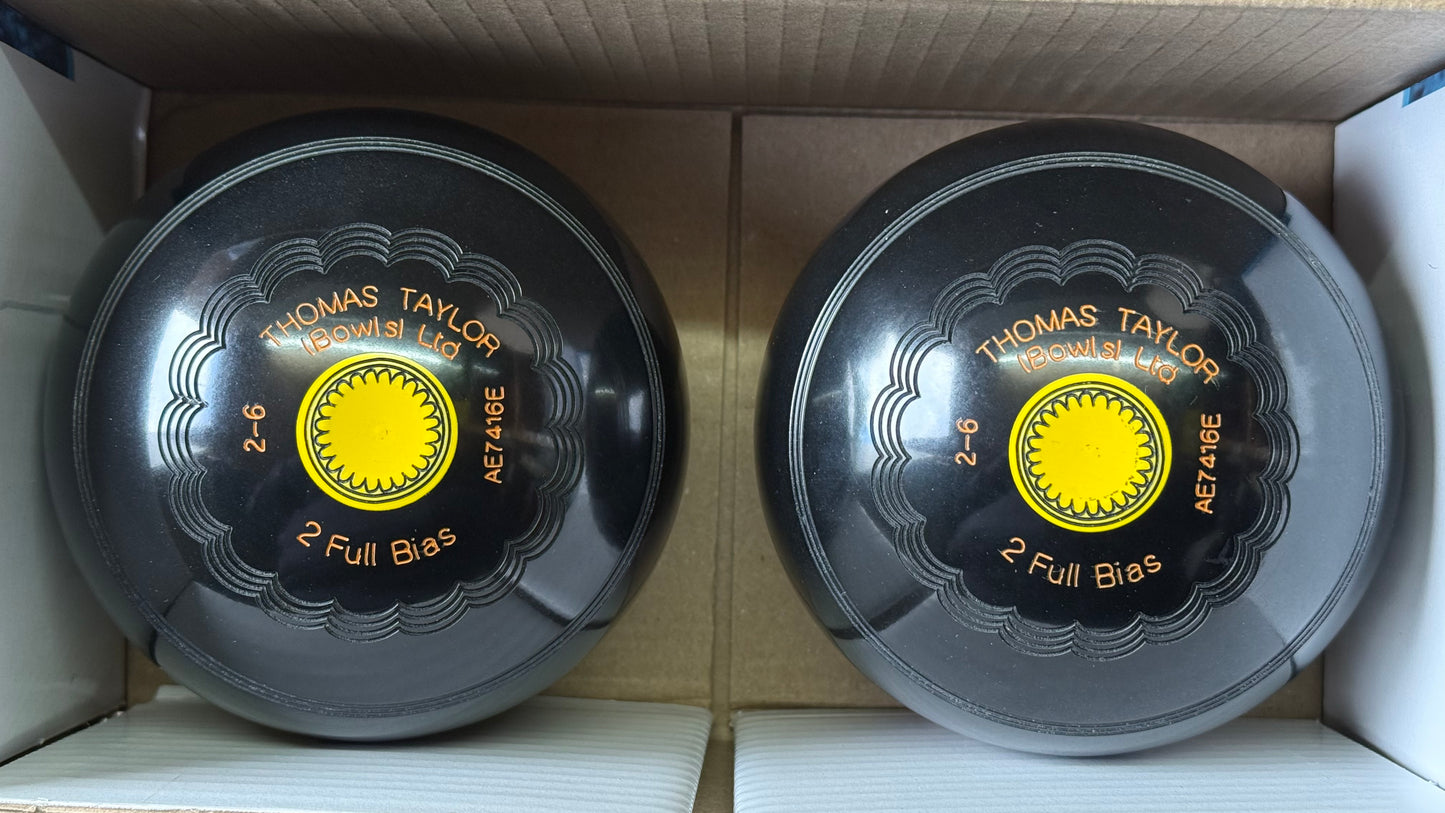 THOMAS TAYLOR
(Bowls) Ltd
2-6
AE7416E
2 Full Bias
THOMAS TAYLOR
(Bowls) Ltd
2-6
AE7416E
2 Full Bias